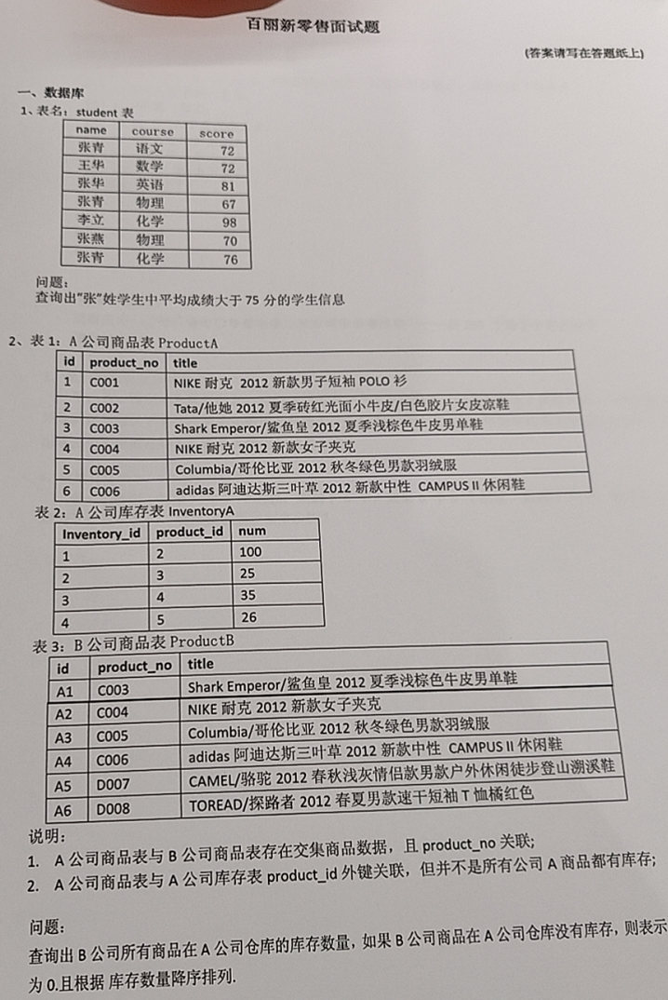 百丽新零售面试题
(答案请写在答题纸上)
一、数据库
1、表名：student 表
name course score
张青 语文 72
王华 数学 72
张华 英语 81
张青 物理 67
李立 化学 98
张燕 物理 70
张青 化学 76
问题：
查询出“张”姓学生中平均成绩大于 75 分的学生信息
2、表 1：A 公司商品表 ProductA
id product_no title
1 C001 NIKE 耐克 2012 新款男子短袖 POLO 衫
2 C002 Tata/他她 2012 夏季砖红光面小牛皮/白色胶片女皮凉鞋
3 C003 Shark Emperor/鲨鱼皇 2012 夏季浅棕色牛皮男单鞋
4 C004 NIKE 耐克 2012 新款女子夹克
5 C005 Columbia/哥伦比亚 2012 秋冬绿色男款羽绒服
6 C006 adidas 阿迪达斯三叶草 2012 新款中性 CAMPUS II 休闲鞋
表 2：A 公司库存表 InventoryA
Inventory_id product_id num
1 2 100
2 3 25
3 4 35
4 5 26
表 3：B 公司商品表 ProductB
id product_no title
A1 C003 Shark Emperor/鲨鱼皇 2012 夏季浅棕色牛皮男单鞋
A2 C004 NIKE 耐克 2012 新款女子夹克
A3 C005 Columbia/哥伦比亚 2012 秋冬绿色男款羽绒服
A4 C006 adidas 阿迪达斯三叶草 2012 新款中性 CAMPUS II 休闲鞋
A5 D007 CAMEL/骆驼 2012 春秋浅灰情侣款男款户外休闲徒步登山溯溪鞋
A6 D008 TOREAD/探路者 2012 春夏男款速干短袖 T 恤橘红色
说明：
1. A 公司商品表与 B 公司商品表存在交集商品数据，且 product_no 关联;
2. A 公司商品表与 A 公司库存表 product_id 外键关联，但并不是所有公司 A 商品都有库存;
问题：
查询出 B 公司所有商品在 A 公司仓库的库存数量，如果 B 公司商品在 A 公司仓库没有库存，则表示
为 0.且根据 库存数量降序排列.